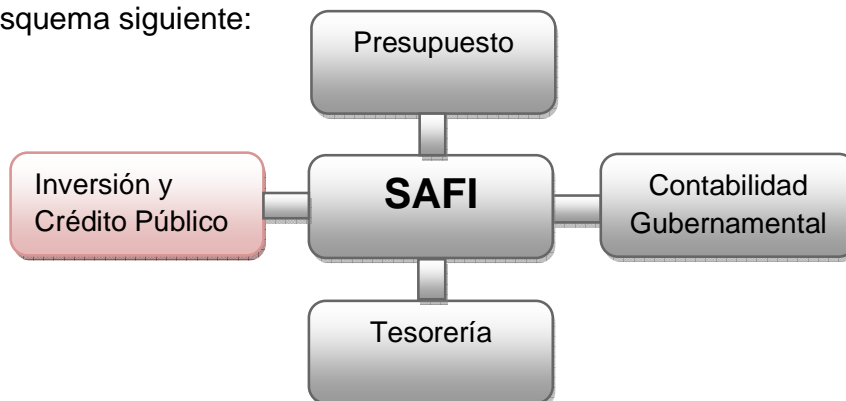 squema siguiente:
Presupuesto
Inversión y
Crédito Público
SAFI
Contabilidad
Gubernamental
Tesorería